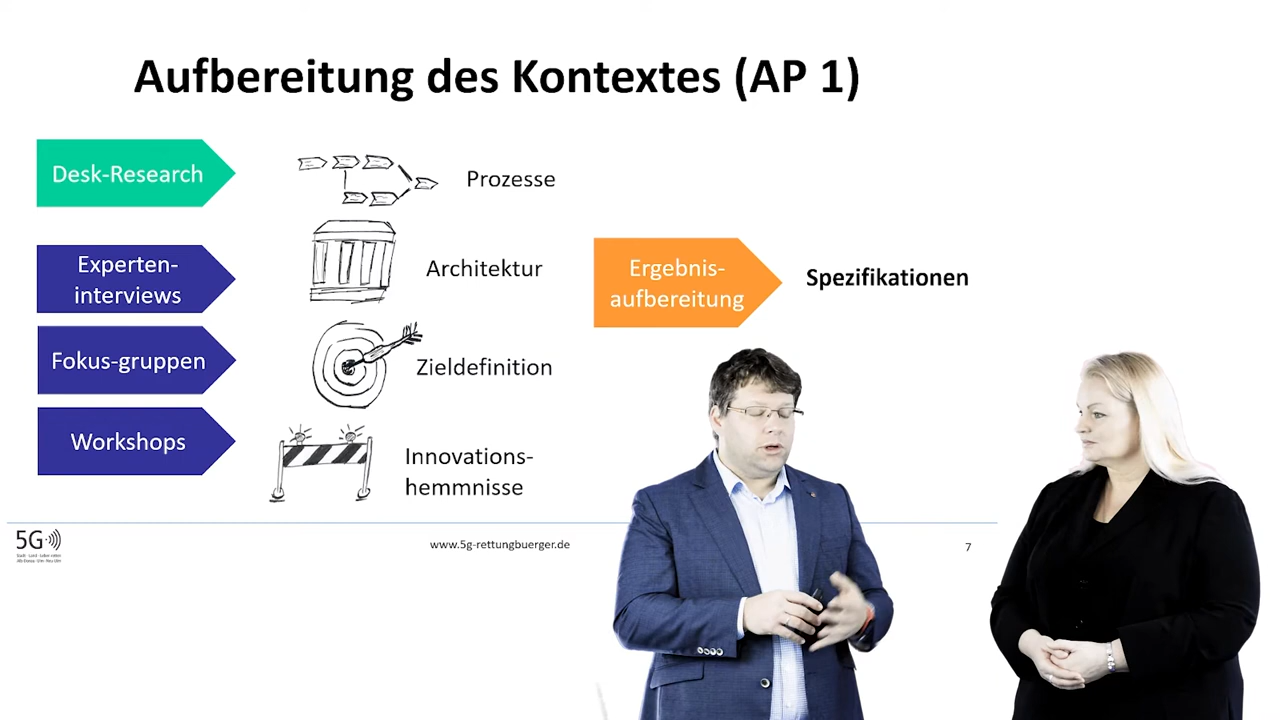 Aufbereitung des Kontextes (AP 1)
Desk-Research
Prozesse
Experten-
interviews
Architektur
Ergebnis-
aufbereitung
Spezifikationen
Fokus-gruppen
Zieldefinition
Workshops
Innovations-
hemmnisse
5G
www.5g-rettungbuerger.de
7